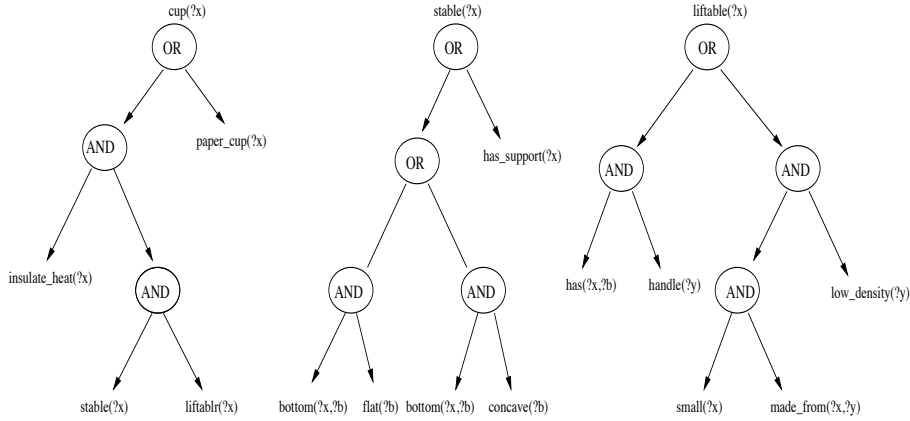 cup(?x)
stable(?x)
liftable(?x)
OR
OR
OR
AND
paper_cup(?x)
OR
has_support(?x)
AND
AND
insulate_heat(?x)
AND
AND
AND
has(?x,?b)
handle(?y)
AND
low_density(?y)
stable(?x)
liftablr(?x)
bottom(?x,?b)
flat(?b)
bottom(?x,?b)
concave(?b)
small(?x)
made_from(?x,?y)